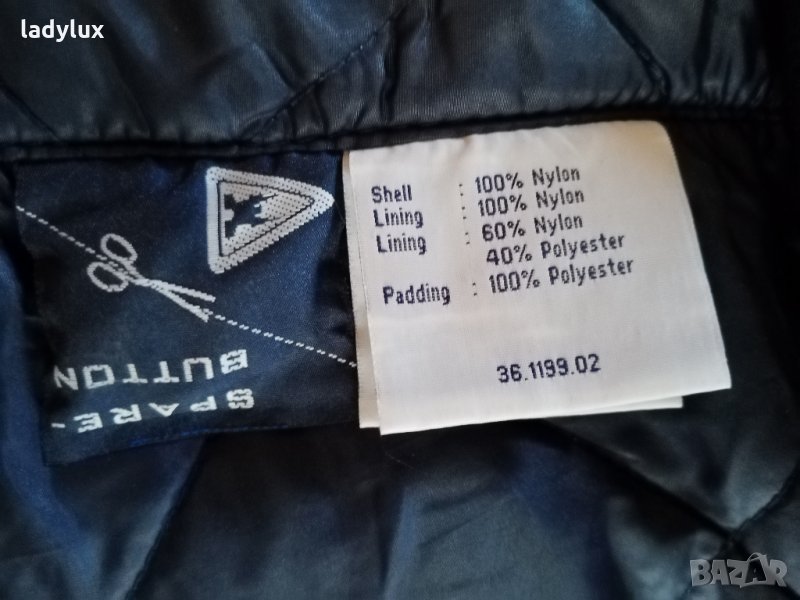 ladylux
Shell : 100% Nylon
Lining : 100% Nylon
Lining : 60% Nylon
40% Polyester
Padding : 100% Polyester
36.1199.02
SPARE
BUTTON
BAZAR